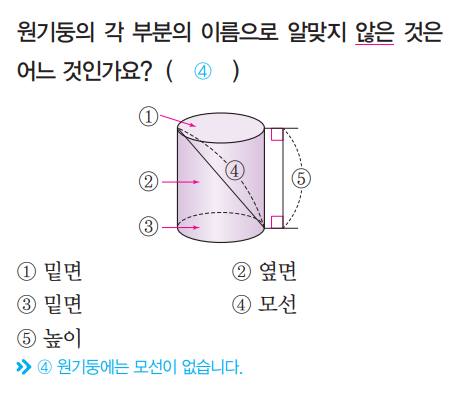 원기둥의 각 부분의 이름으로 알맞지 않은 것은
어느 것인가요? ( ④ )
①
②
③
④
⑤
① 밑면 ② 옆면
③ 밑면 ④ 모선
⑤ 높이
④ 원기둥에는 모선이 없습니다.